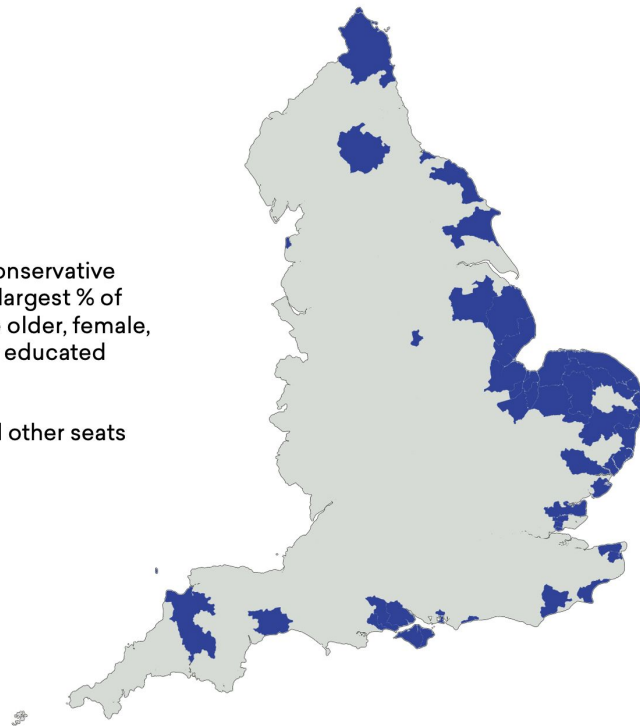 onservative
largest % of
older, female,
educated
other seats